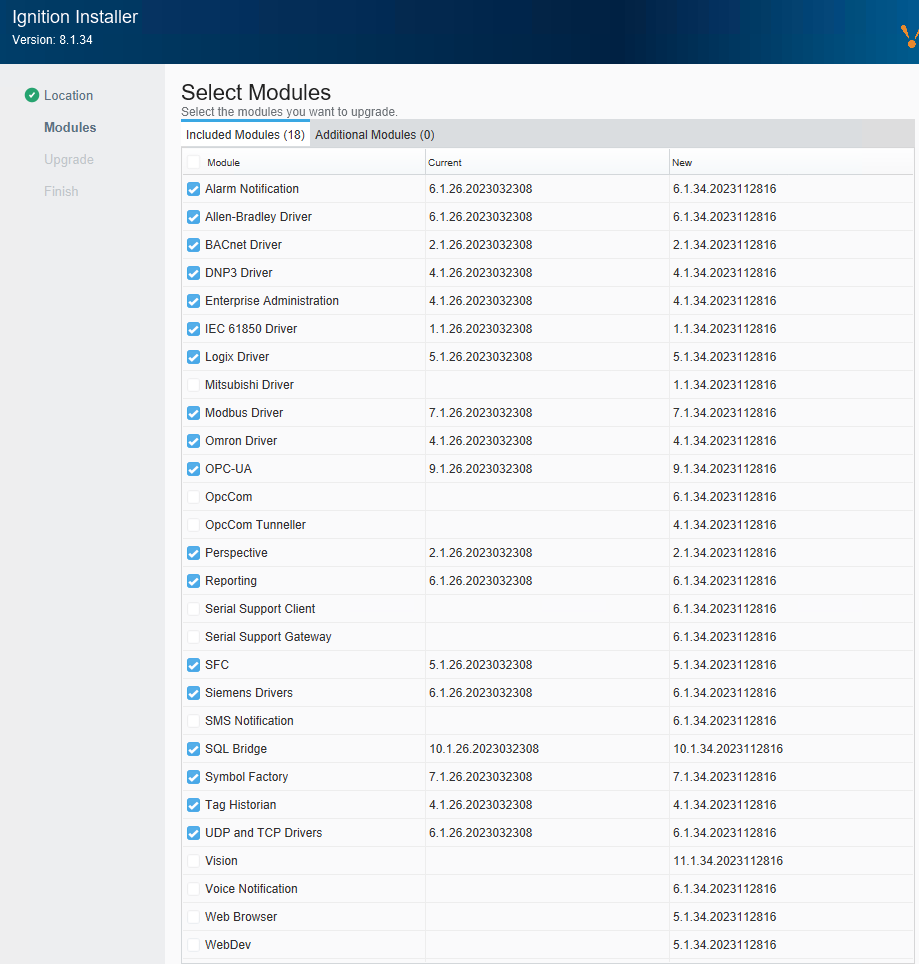 Ignition Installer
Version: 8.1.34
Location
Modules
Upgrade
Finish
Select Modules
Select the modules you want to upgrade.
Included Modules (18) Additional Modules (0)
Module Current New
Alarm Notification 6.1.26.2023032308 6.1.34.2023112816
Allen-Bradley Driver 6.1.26.2023032308 6.1.34.2023112816
BACnet Driver 2.1.26.2023032308 2.1.34.2023112816
DNP3 Driver 4.1.26.2023032308 4.1.34.2023112816
Enterprise Administration 4.1.26.2023032308 4.1.34.2023112816
IEC 61850 Driver 1.1.26.2023032308 1.1.34.2023112816
Logix Driver 5.1.26.2023032308 5.1.34.2023112816
Mitsubishi Driver 1.1.34.2023112816
Modbus Driver 7.1.26.2023032308 7.1.34.2023112816
Omron Driver 4.1.26.2023032308 4.1.34.2023112816
OPC-UA 9.1.26.2023032308 9.1.34.2023112816
OpcCom 6.1.34.2023112816
OpcCom Tunneller 4.1.34.2023112816
Perspective 2.1.26.2023032308 2.1.34.2023112816
Reporting 6.1.26.2023032308 6.1.34.2023112816
Serial Support Client 6.1.34.2023112816
Serial Support Gateway 6.1.34.2023112816
SFC 5.1.26.2023032308 5.1.34.2023112816
Siemens Drivers 6.1.26.2023032308 6.1.34.2023112816
SMS Notification 6.1.34.2023112816
SQL Bridge 10.1.26.2023032308 10.1.34.2023112816
Symbol Factory 7.1.26.2023032308 7.1.34.2023112816
Tag Historian 4.1.26.2023032308 4.1.34.2023112816
UDP and TCP Drivers 6.1.26.2023032308 6.1.34.2023112816
Vision 11.1.34.2023112816
Voice Notification 6.1.34.2023112816
Web Browser 5.1.34.2023112816
WebDev 5.1.34.2023112816